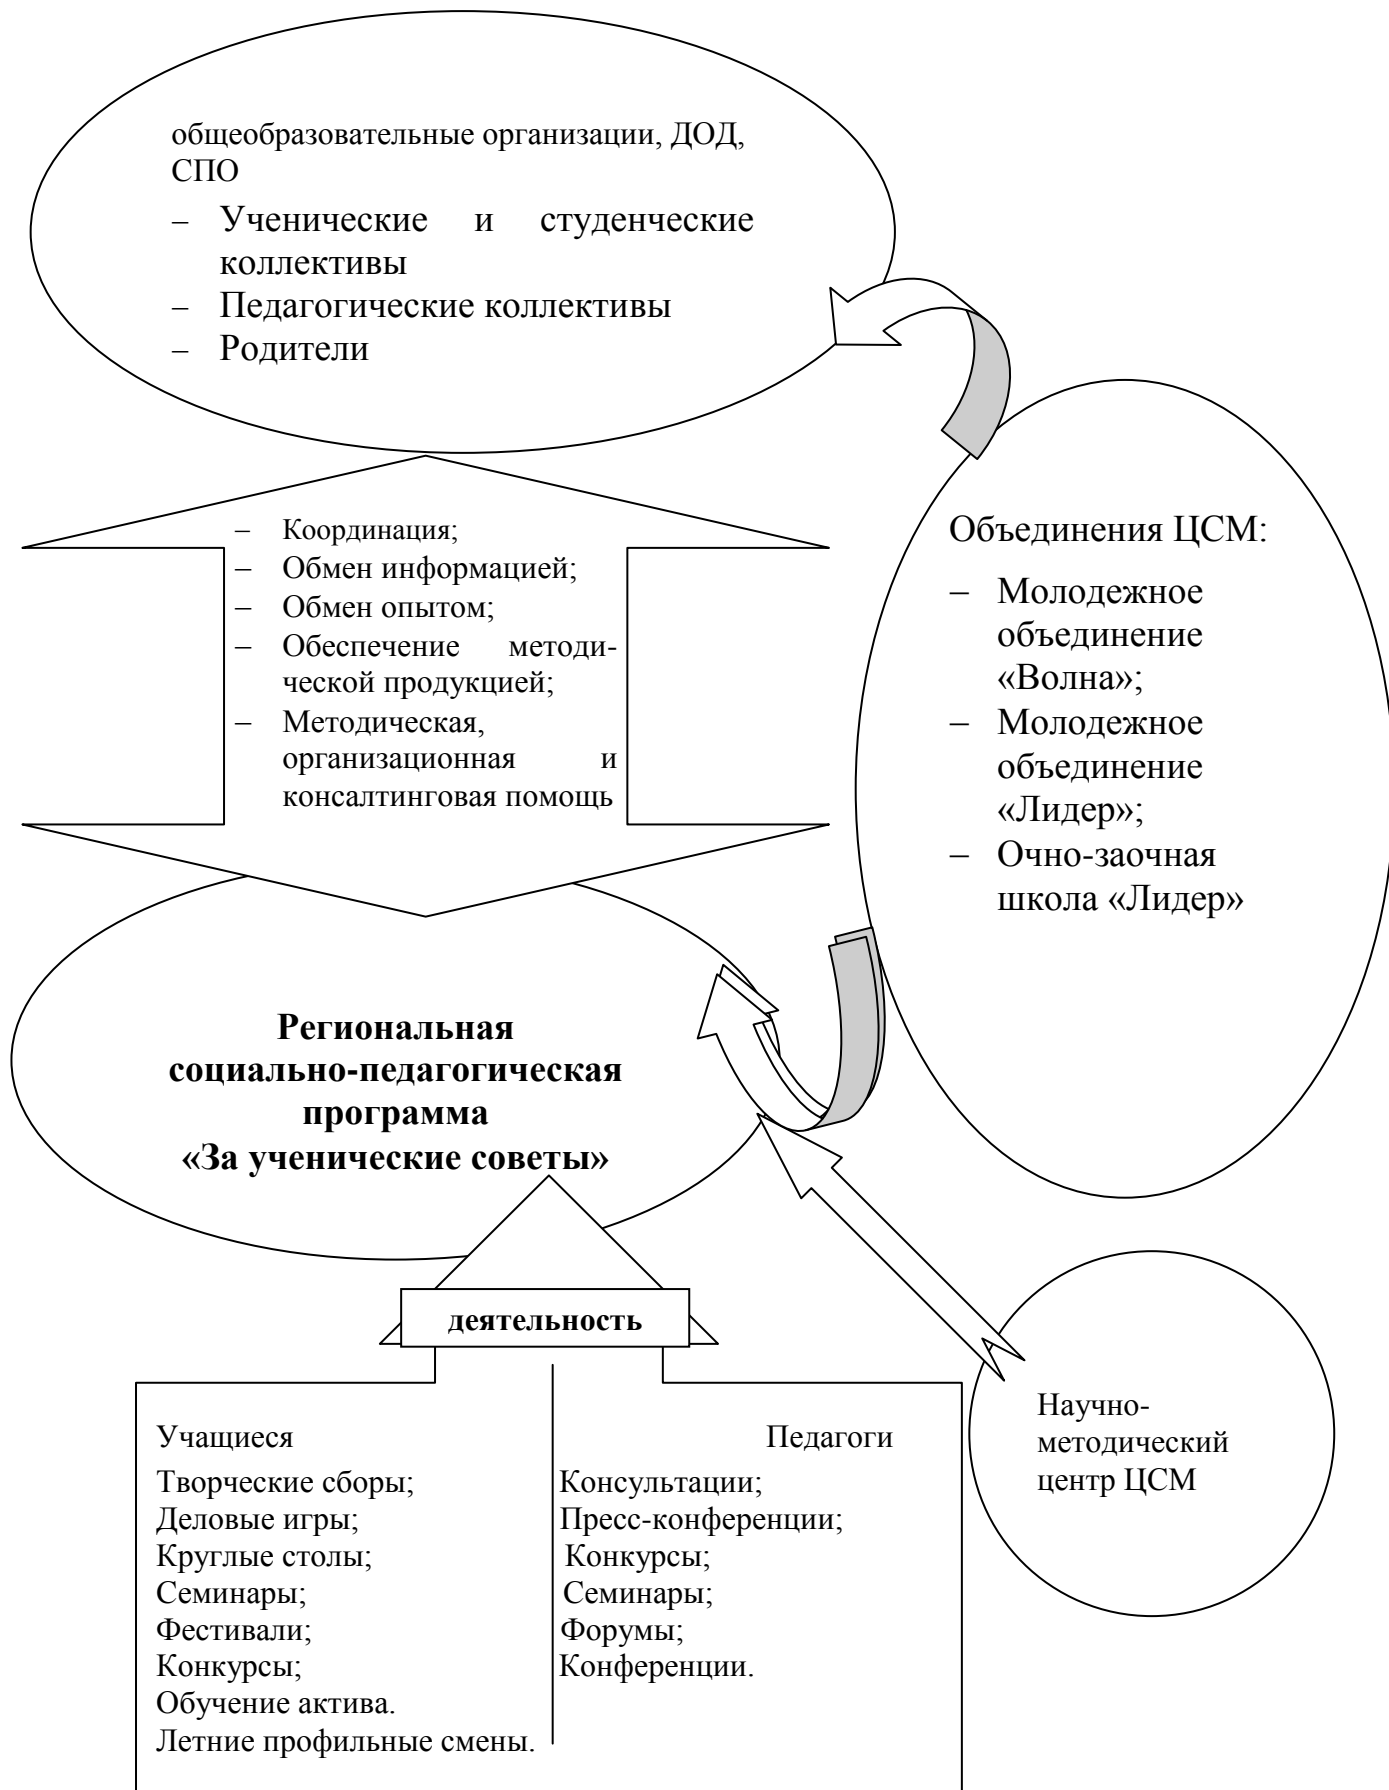 общеобразовательные организации, ДОД,
СПО
– Ученические и студенческие
коллективы
– Педагогические коллективы
– Родители
– Координация;
– Обмен информацией;
– Обмен опытом;
– Обеспечение методи-
ческой продукцией;
– Методическая,
организационная и
консалтинговая помощь
Объединения ЦСМ:
– Молодежное
объединение
«Волна»;
– Молодежное
объединение
«Лидер»;
– Очно-заочная
школа «Лидер»
Региональная
социально-педагогическая
программа
«За ученические советы»
деятельность
Учащиеся
Творческие сборы;
Деловые игры;
Круглые столы;
Семинары;
Фестивали;
Конкурсы;
Обучение актива.
Летние профильные смены.
Педагоги
Консультации;
Пресс-конференции;
Конкурсы;
Семинары;
Форумы;
Конференции.
Научно-
методический
центр ЦСМ